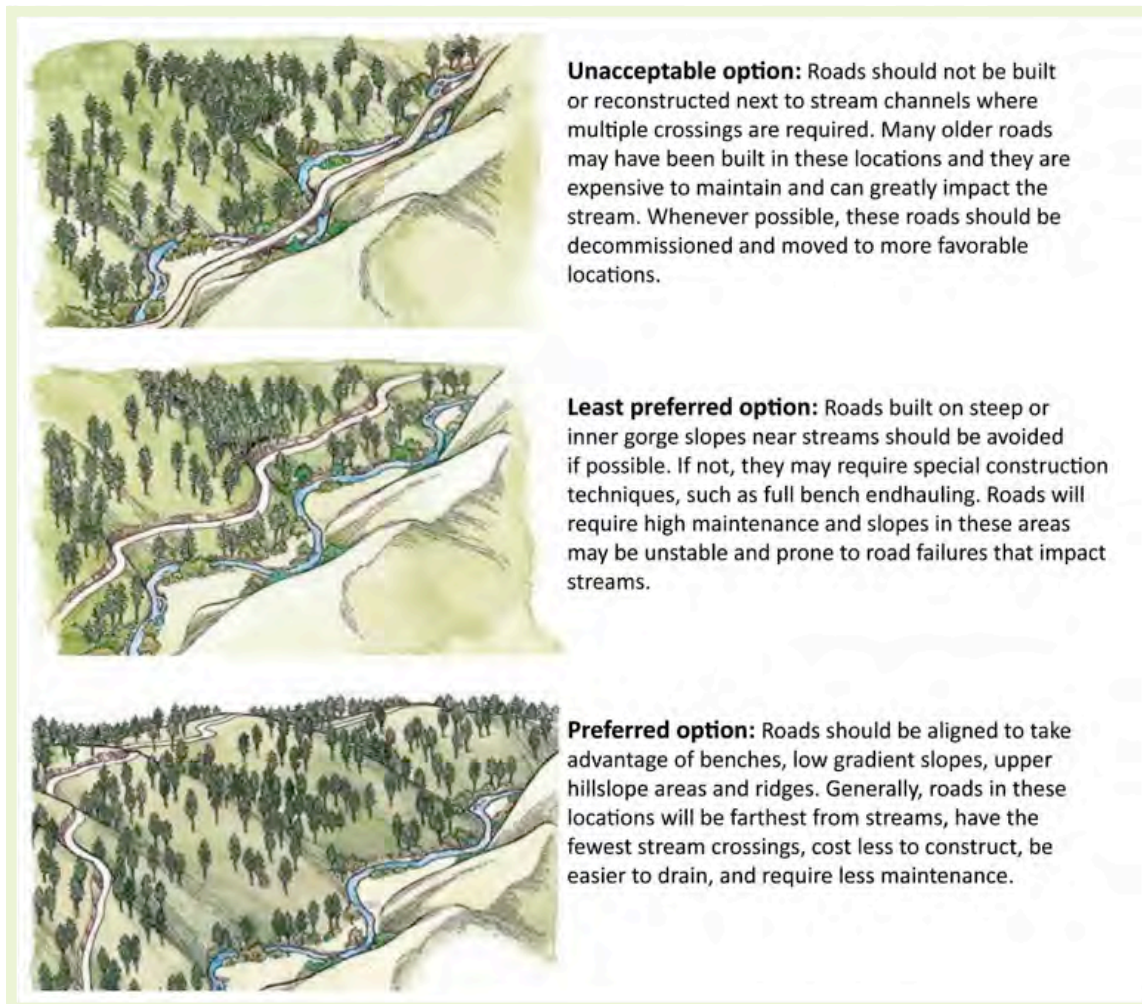 Unacceptable option: Roads should not be built
or reconstructed next to stream channels where
multiple crossings are required. Many older roads
may have been built in these locations and they are
expensive to maintain and can greatly impact the
stream. Whenever possible, these roads should be
decommissioned and moved to more favorable
locations.
Least preferred option: Roads built on steep or
inner gorge slopes near streams should be avoided
if possible. If not, they may require special construction
techniques, such as full bench endhauling. Roads will
require high maintenance and slopes in these areas
may be unstable and prone to road failures that impact
streams.
Preferred option: Roads should be aligned to take
advantage of benches, low gradient slopes, upper
hillslope areas and ridges. Generally, roads in these
locations will be farthest from streams, have the
fewest stream crossings, cost less to construct, be
easier to drain, and require less maintenance.